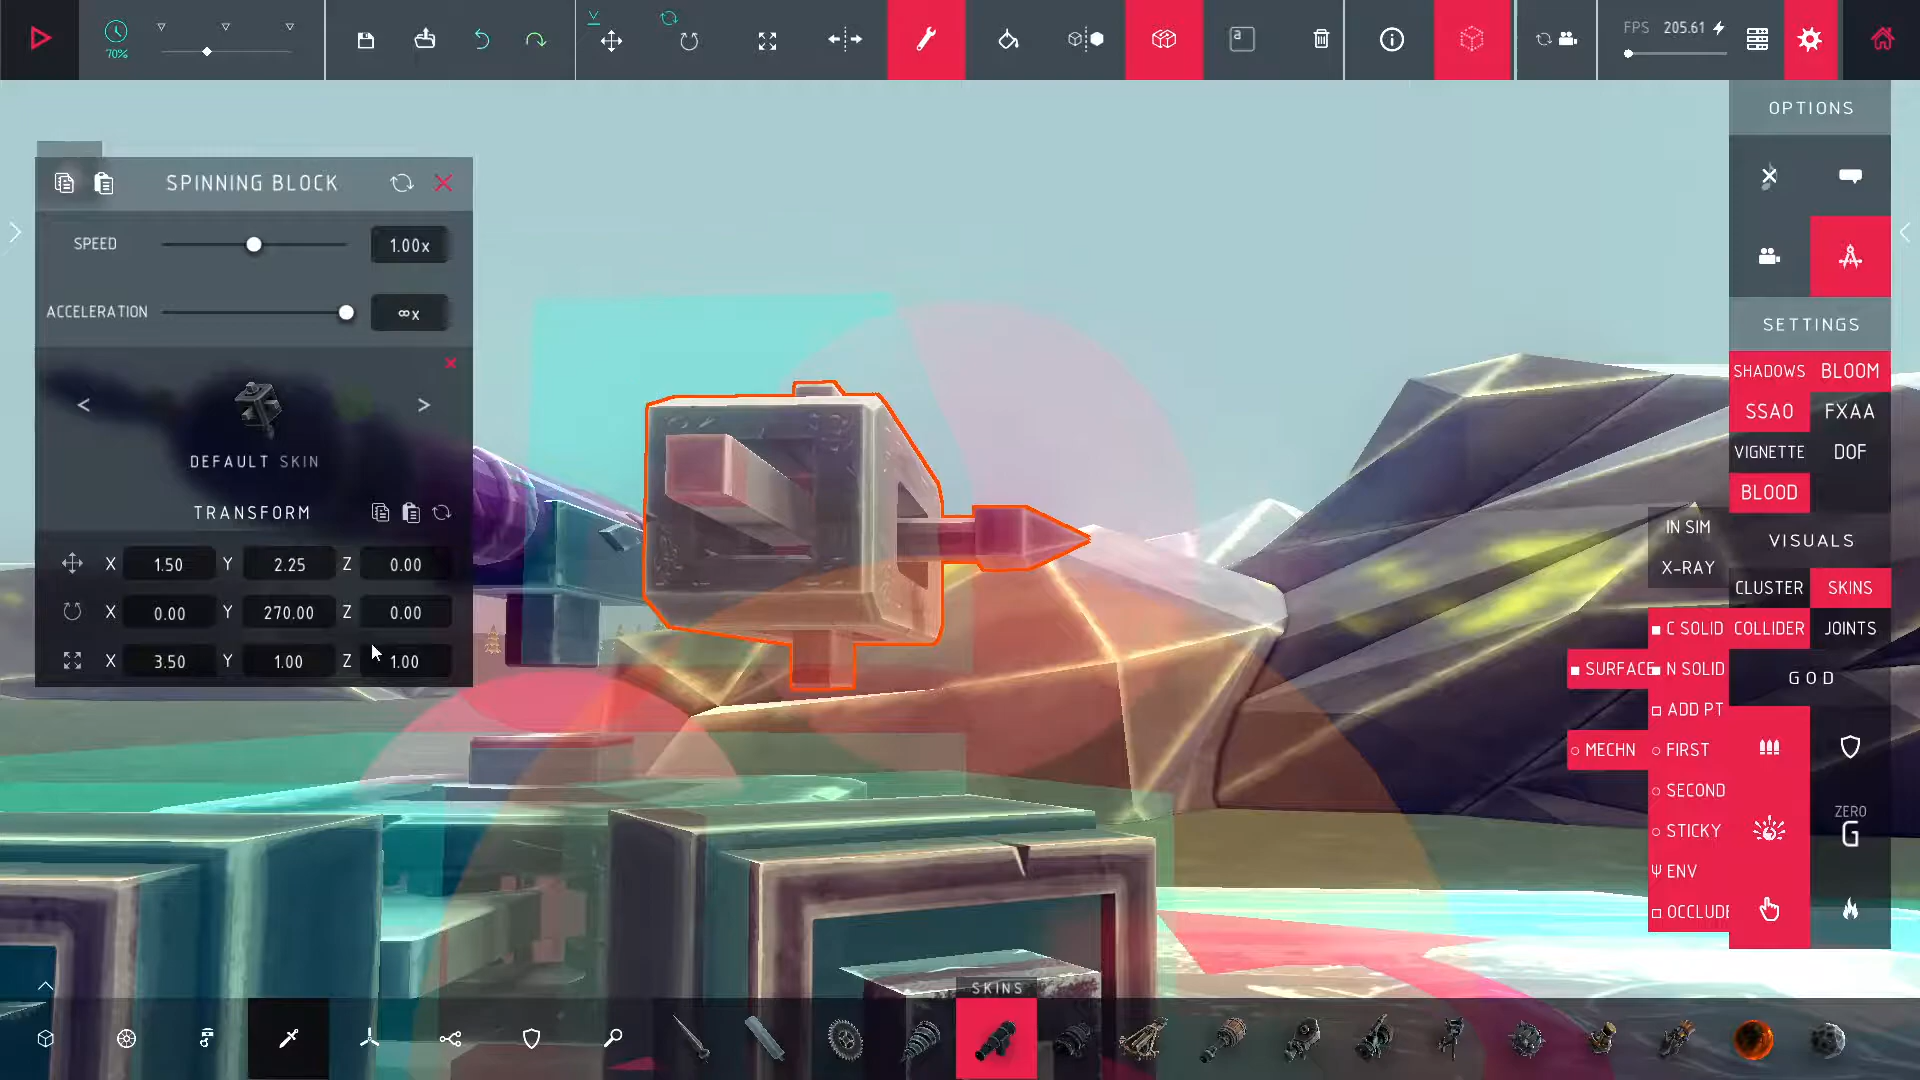 70%
a
FPS 205.61
OPTIONS
SPINNING BLOCK
SPEED 1.00x
ACCELERATION ∞x
DEFAULT SKIN
TRANSFORM
X 1.50 Y 2.25 Z 0.00
X 0.00 Y 270.00 Z 0.00
X 3.50 Y 1.00 Z 1.00
SETTINGS
SHADOWS BLOOM
SSAO FXAA
VIGNETTE DOF
BLOOD
IN SIM
VISUALS
X-RAY
CLUSTER SKINS
C SOLID COLLIDER JOINTS
SURFACE N SOLID
GOD
ADD PT
MECHN FIRST
SECOND
ZERO
G
STICKY
ENV
OCCLUDE
SKINS